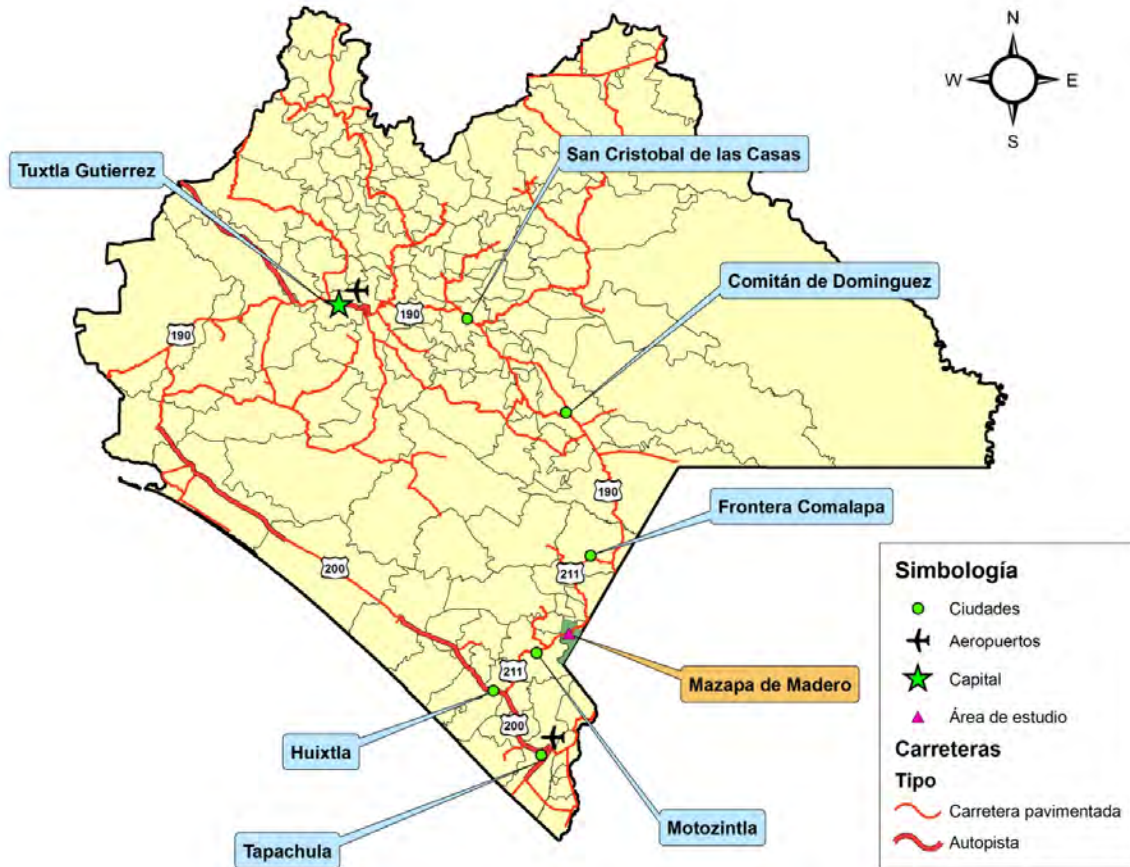 N
W E
S
Tuxtla Gutierrez
San Cristobal de las Casas
Comitán de Dominguez
190
190
190
Frontera Comalapa
200
211
211
200
Mazapa de Madero
Huixtla
Motozintla
Tapachula
Simbología
Ciudades
Aeropuertos
Capital
Área de estudio
Carreteras
Tipo
Carretera pavimentada
Autopista